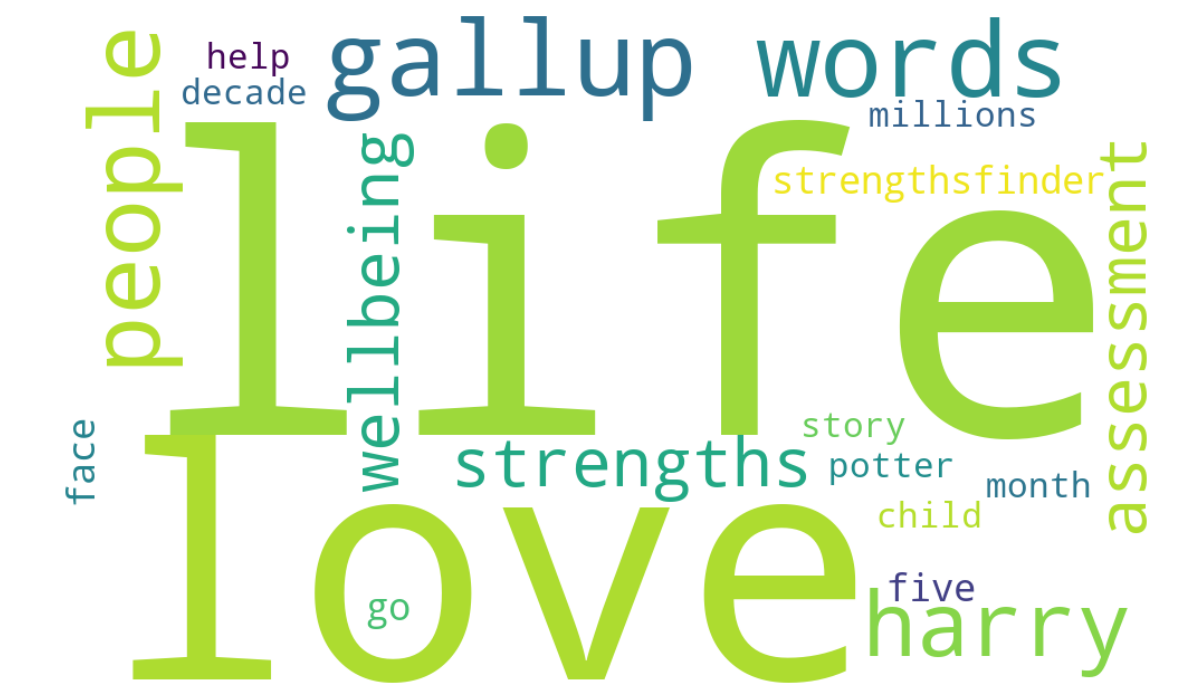 people
help
decade
gallup
words
millions
life
wellbeing
strengthsfinder
assessment
face
strengths
story
potter
month
child
love
go
five
harry